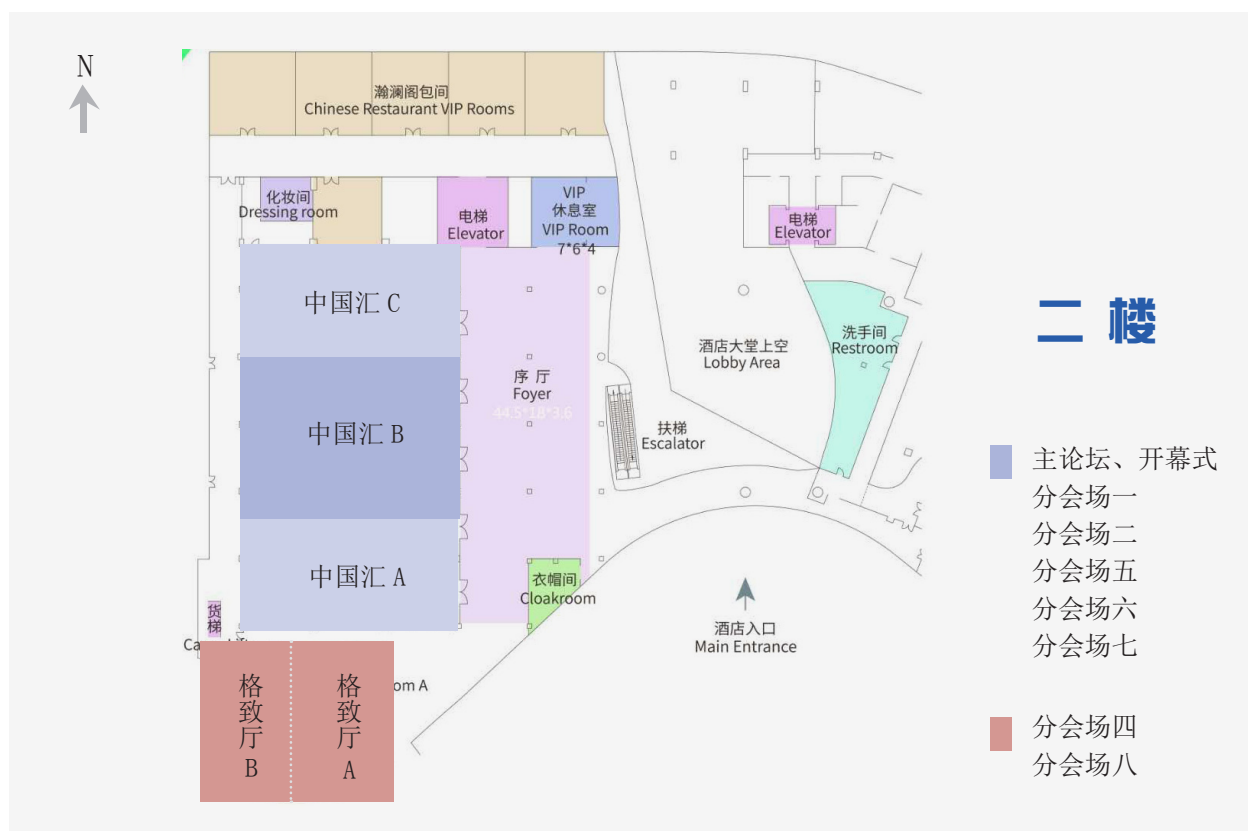 N
瀚澜阁包间
Chinese Restaurant VIP Rooms
化妆间
Dressing room
电梯
Elevator
VIP
休息室
VIP Room
7*6*4
电梯
Elevator
中国汇 C
序 厅
Foyer
44.5*18*3.6
酒店大堂上空
Lobby Area
洗手间
Restroom
二 楼
中国汇 B
扶梯
Escalator
主论坛、开幕式
分会场一
分会场二
分会场五
分会场六
分会场七
中国汇 A
衣帽间
Cloakroom
货梯
酒店入口
Main Entrance
格致厅 B
格致厅 A
om A
分会场四
分会场八